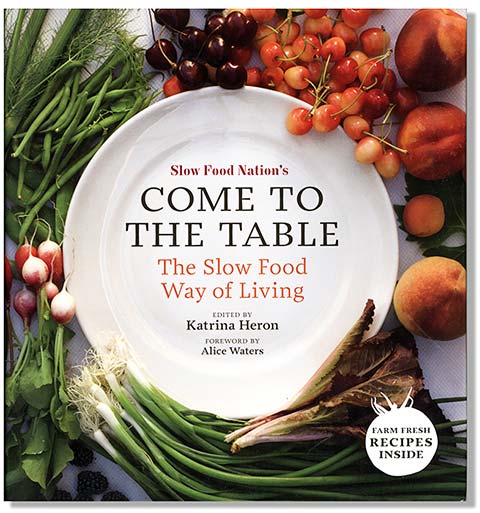 Slow Food Nation's
COME TO
THE TABLE
The Slow Food
Way of Living
EDITED BY
Katrina Heron
FOREWORD BY
Alice Waters
FARM FRESH
RECIPES
INSIDE